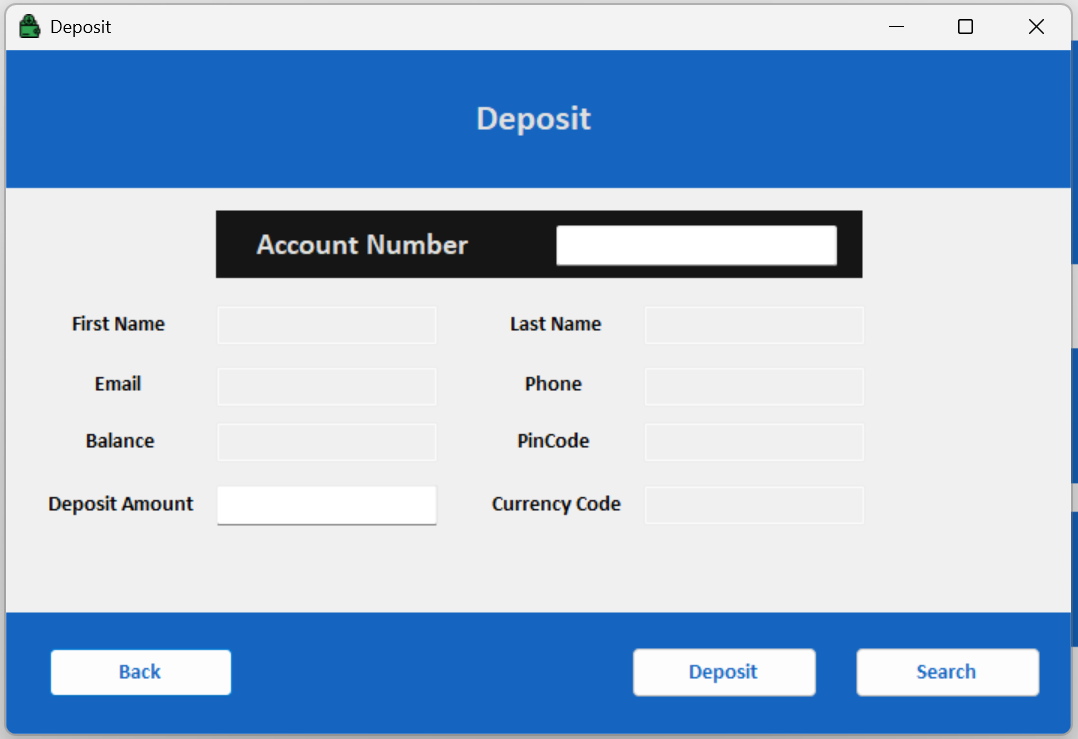 Deposit
Deposit
Account Number
First Name
Last Name
Email
Phone
Balance
PinCode
Deposit Amount
Currency Code
Back
Deposit
Search